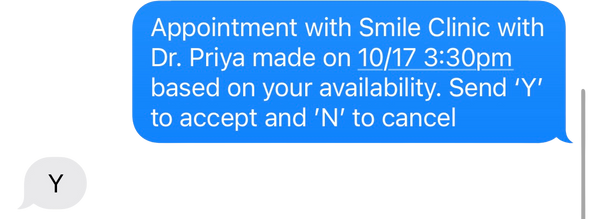 Appointment with Smile Clinic with
Dr. Priya made on 10/17 3:30pm
based on your availability. Send ‘Y’
to accept and ’N’ to cancel
Y